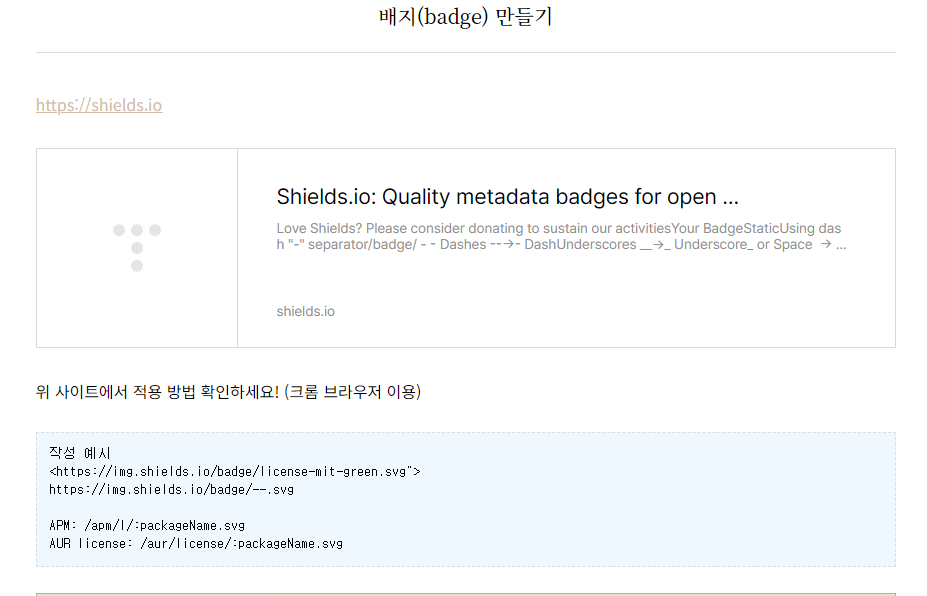 배지(badge) 만들기
https://shields.io
Shields.io: Quality metadata badges for open ...
Love Shields? Please consider donating to sustain our activitiesYour BadgeStaticUsing das
h "-" separator/badge/ - - Dashes --→- DashUnderscores __→_ Underscore_ or Space  → ...
shields.io
위 사이트에서 적용 방법 확인하세요! (크롬 브라우저 이용)
작성 예시
<https://img.shields.io/badge/license-mit-green.svg">
https://img.shields.io/badge/--.svg
APM: /apm/l/:packageName.svg
AUR license: /aur/license/:packageName.svg